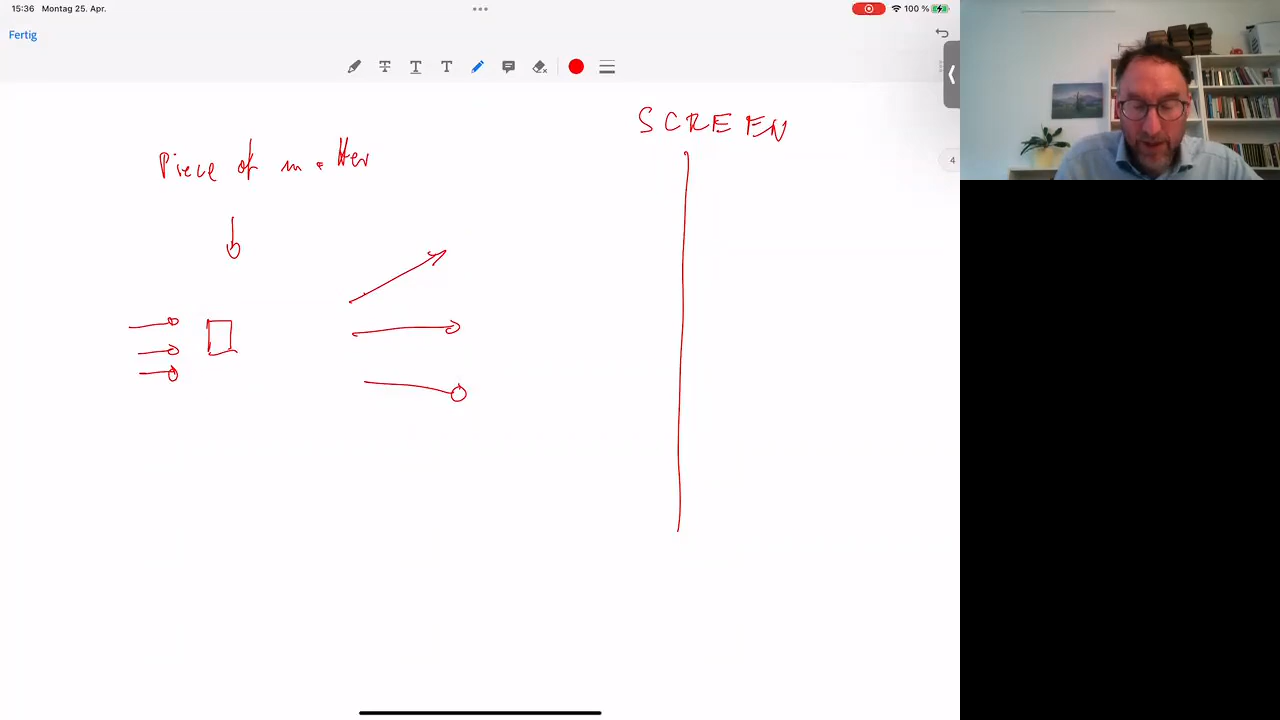 15:36 Montag 25. Apr.
100 %
Fertig
T T T
SCREEN
Piece of matter
4